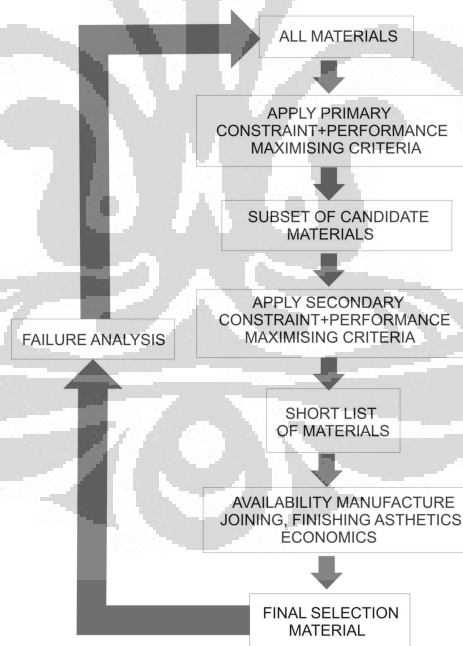 ALL MATERIALS
APPLY PRIMARY
CONSTRAINT+PERFORMANCE
MAXIMISING CRITERIA
SUBSET OF CANDIDATE
MATERIALS
APPLY SECONDARY
CONSTRAINT+PERFORMANCE
MAXIMISING CRITERIA
FAILURE ANALYSIS
SHORT LIST
OF MATERIALS
AVAILABILITY MANUFACTURE
JOINING, FINISHING ASTHETICS
ECONOMICS
FINAL SELECTION
MATERIAL